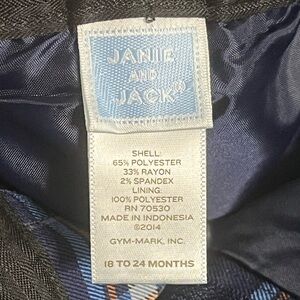 JANIE
AND
JACK®
SHELL:
65% POLYESTER
33% RAYON
2% SPANDEX
LINING:
100% POLYESTER
RN 70530
MADE IN INDONESIA
©2014
GYM-MARK, INC.
18 TO 24 MONTHS